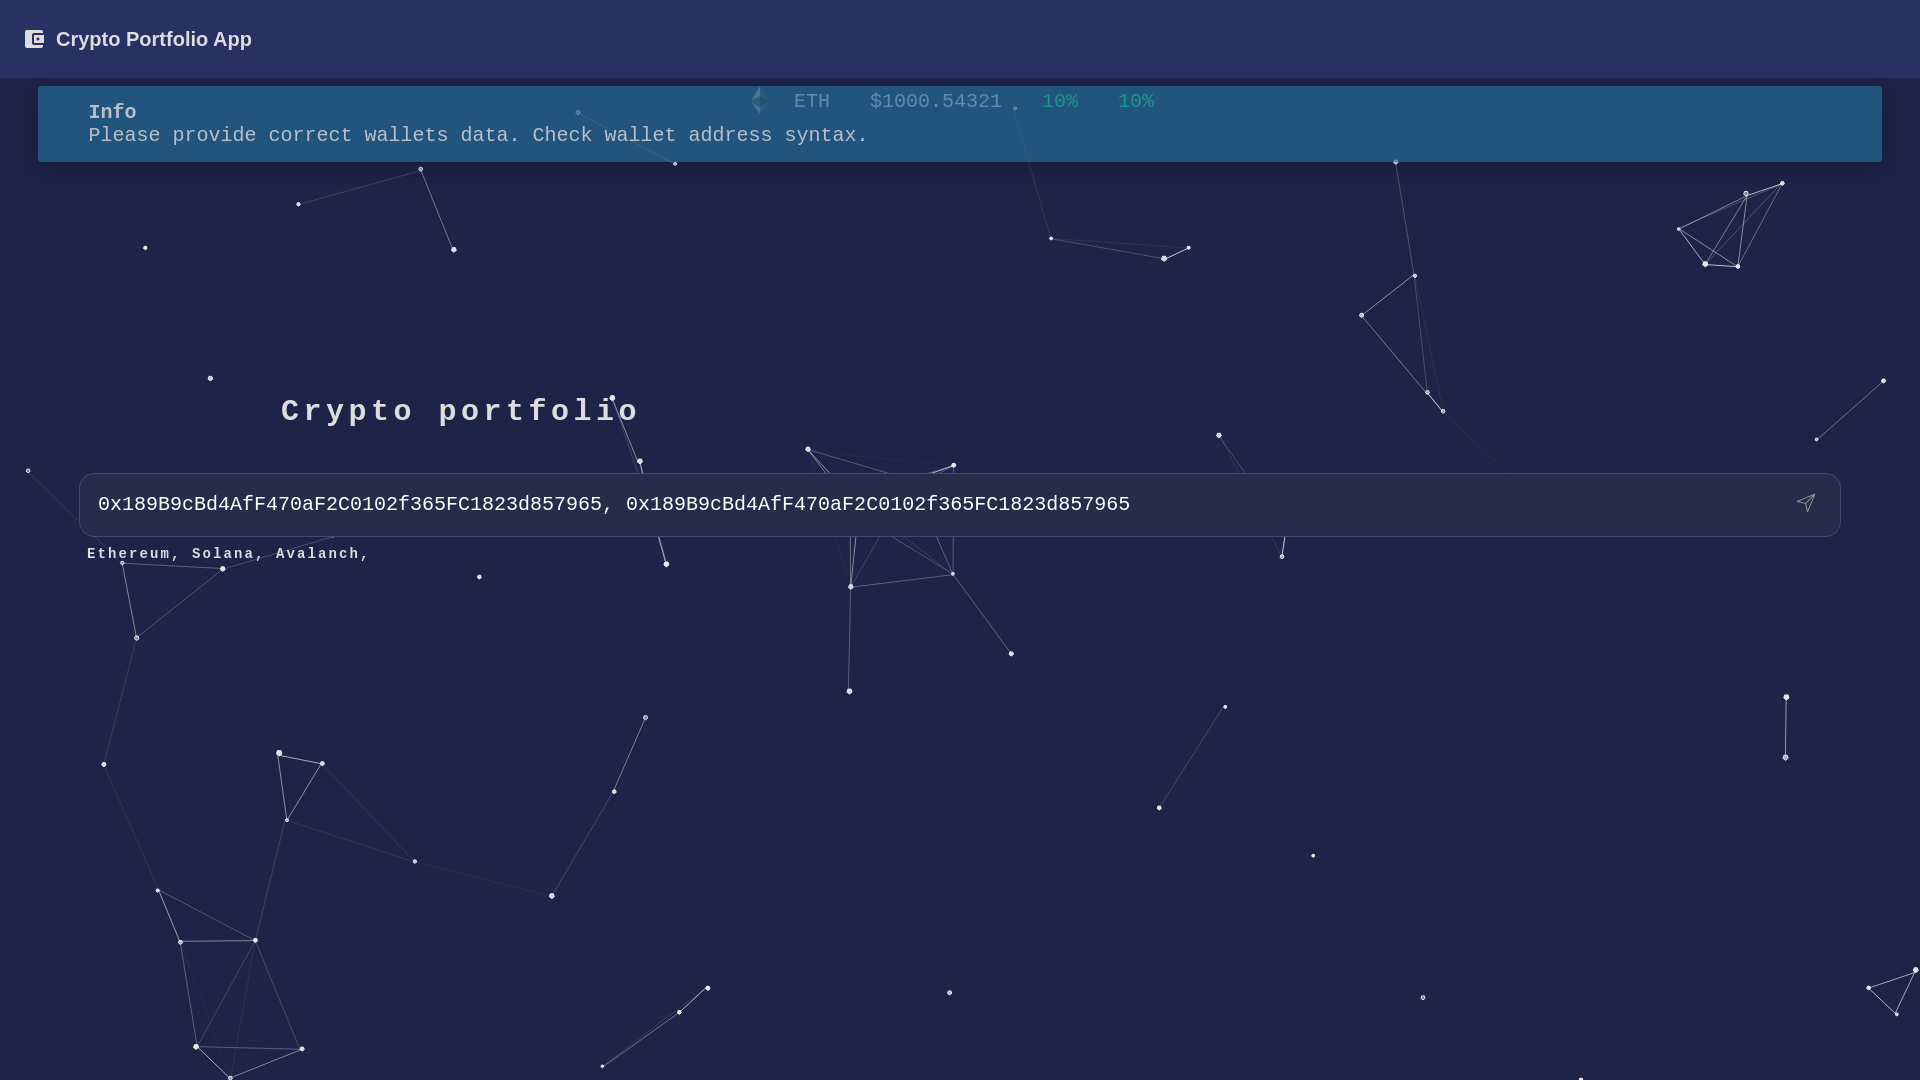 Crypto Portfolio App
ETH $1000.54321 10% 10%
Info
Please provide correct wallets data. Check wallet address syntax.
Crypto portfolio
0x189B9cBd4AfF470aF2C0102f365FC1823d857965, 0x189B9cBd4AfF470aF2C0102f365FC1823d857965
Ethereum, Solana, Avalanch,